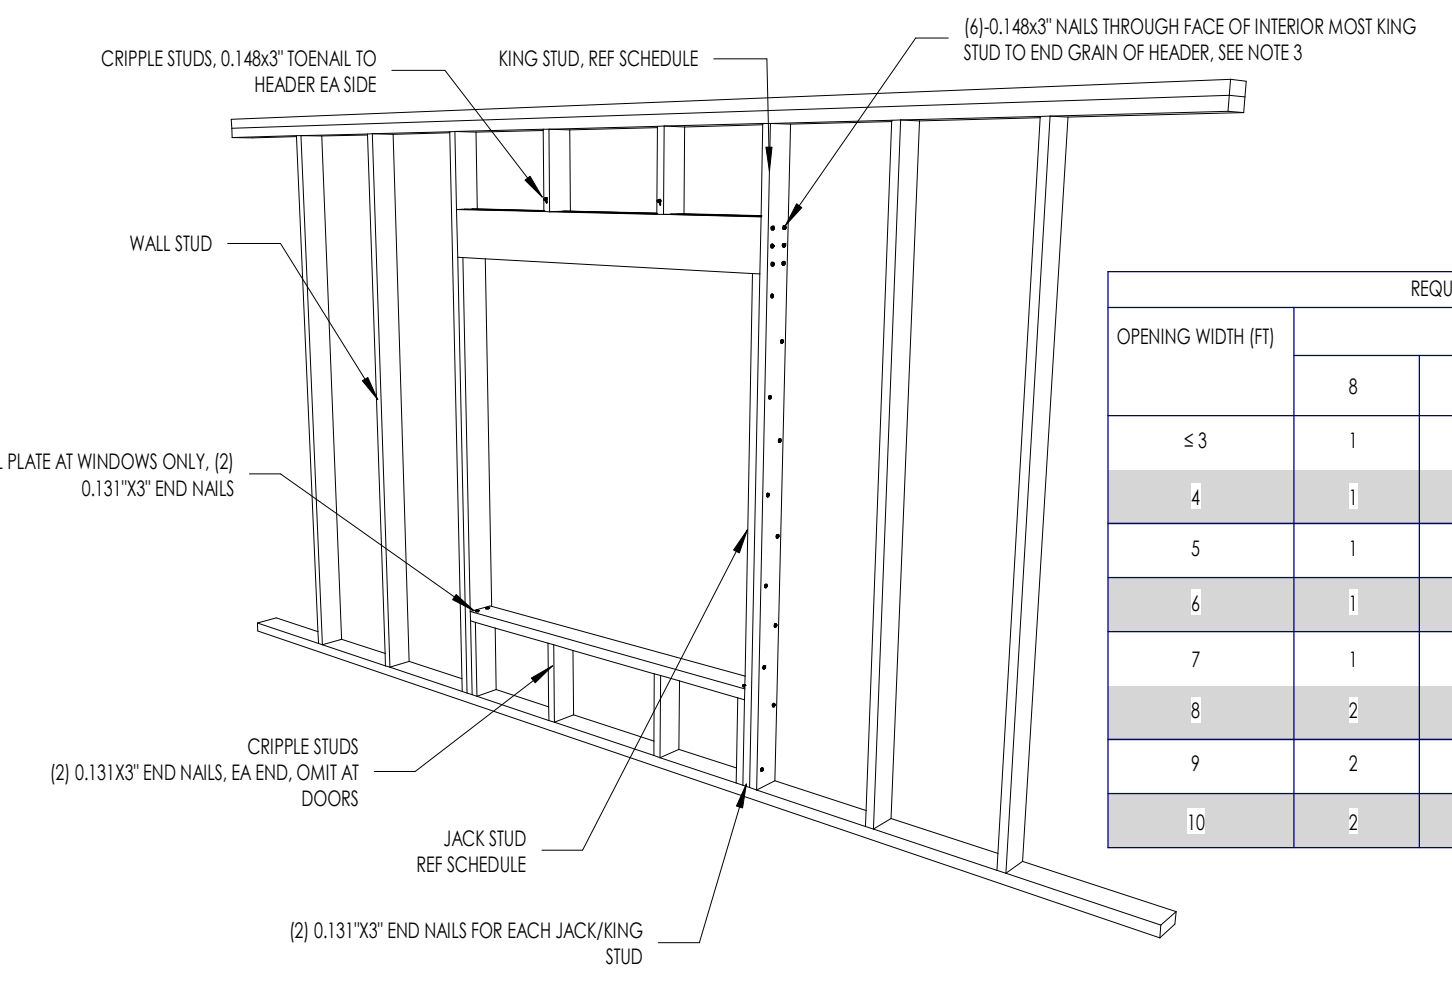 (6)-0.148x3" NAILS THROUGH FACE OF INTERIOR MOST KING
STUD TO END GRAIN OF HEADER, SEE NOTE 3
CRIPPLE STUDS, 0.148x3" TOENAIL TO
HEADER EA SIDE
KING STUD, REF SCHEDULE
WALL STUD
PLATE AT WINDOWS ONLY, (2)
0.131"X3" END NAILS
CRIPPLE STUDS
(2) 0.131X3" END NAILS, EA END, OMIT AT
DOORS
JACK STUD
REF SCHEDULE
(2) 0.131"X3" END NAILS FOR EACH JACK/KING
STUD
OPENING WIDTH (FT)
8
≤ 3 1
4 1
5 1
6 1
7 1
8 2
9 2
10 2